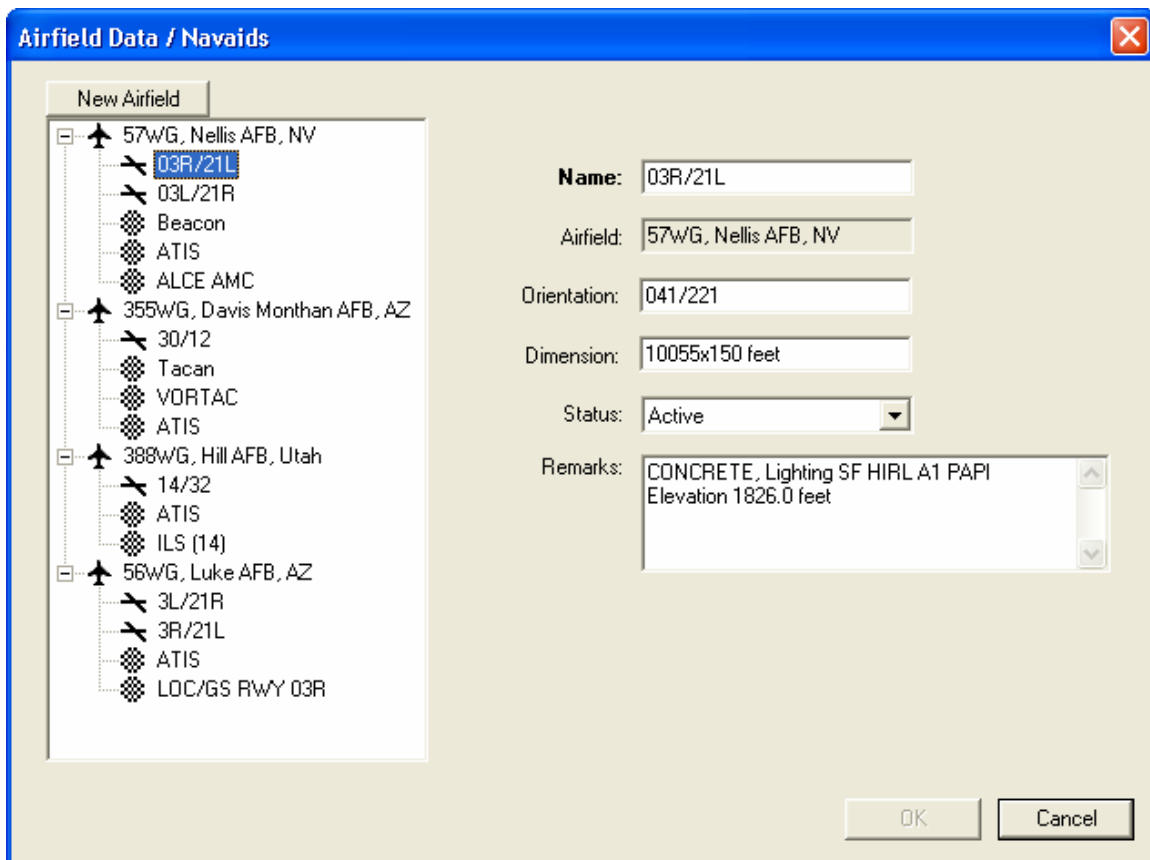 Airfield Data / Navaids
New Airfield
57WG, Nellis AFB, NV
03R/21L
03L/21R
Beacon
ATIS
ALCE AMC
355WG, Davis Monthan AFB, AZ
30/12
Tacan
VORTAC
ATIS
388WG, Hill AFB, Utah
14/32
ATIS
ILS (14)
56WG, Luke AFB, AZ
3L/21R
3R/21L
ATIS
LOC/GS RWY 03R
Name: 03R/21L
Airfield: 57WG, Nellis AFB, NV
Orientation: 041/221
Dimension: 10055x150 feet
Status: Active
Remarks: CONCRETE, Lighting SF HIRL A1 PAPI
Elevation 1826.0 feet
OK Cancel